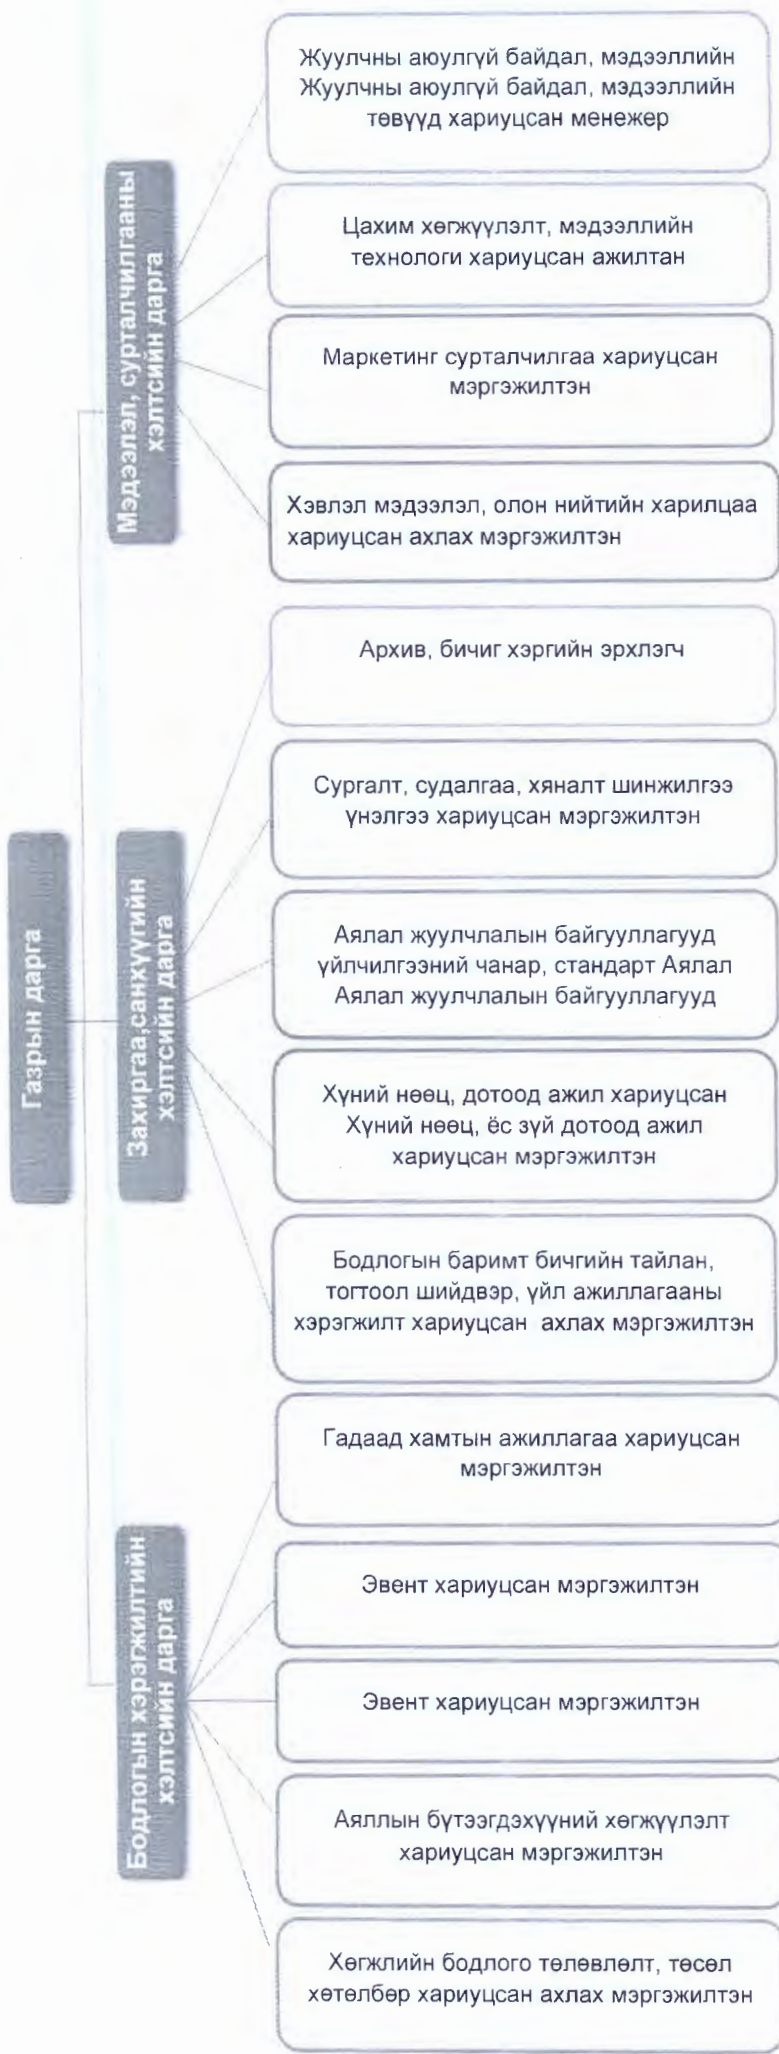 Газрын дарга
Мэдээлэл, сурталчилгааны
хэлтсийн дарга
Жуулчны аюулгүй байдал, мэдээллийн
Жуулчны аюулгүй байдал, мэдээллийн
төвүүд хариуцсан менежер
Цахим хөгжүүлэлт, мэдээллийн
технологи хариуцсан ажилтан
Маркетинг сурталчилгаа хариуцсан
мэргэжилтэн
Хэвлэл мэдээлэл, олон нийтийн харилцаа
хариуцсан ахлах мэргэжилтэн
Захиргаа,санхүүгийн
хэлтсийн дарга
Архив, бичиг хэргийн эрхлэгч
Сургалт, судалгаа, хяналт шинжилгээ
үнэлгээ хариуцсан мэргэжилтэн
Аялал жуулчлалын байгууллагууд
үйлчилгээний чанар, стандарт Аялал
Аялал жуулчлалын байгууллагууд
Хүний нөөц, дотоод ажил хариуцсан
Хүний нөөц, ёс зүй дотоод ажил
хариуцсан мэргэжилтэн
Бодлогын баримт бичгийн тайлан,
тогтоол шийдвэр, үйл ажиллагааны
хэрэгжилт хариуцсан ахлах мэргэжилтэн
Бодлогын хэрэгжилтийн
хэлтсийн дарга
Гадаад хамтын ажиллагаа хариуцсан
мэргэжилтэн
Эвент хариуцсан мэргэжилтэн
Эвент хариуцсан мэргэжилтэн
Аяллын бүтээгдэхүүний хөгжүүлэлт
хариуцсан мэргэжилтэн
Хөгжлийн бодлого төлөвлөлт, төсөл
хөтөлбөр хариуцсан ахлах мэргэжилтэн